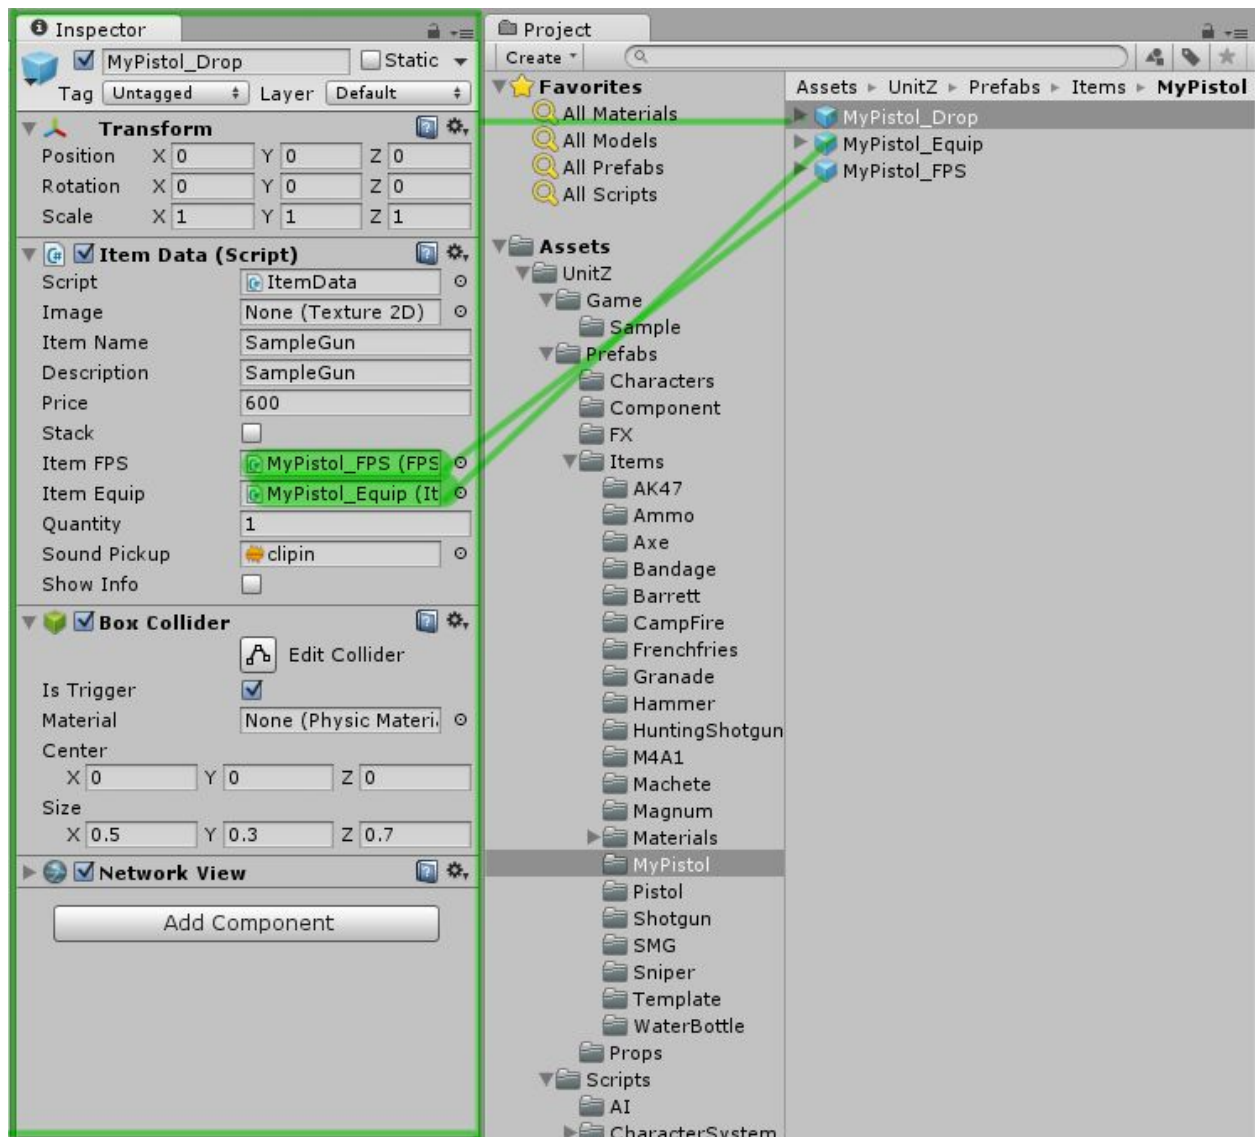 Inspector
MyPistol_Drop Static
Tag Untagged Layer Default
Transform
Position X 0 Y 0 Z 0
Rotation X 0 Y 0 Z 0
Scale X 1 Y 1 Z 1
Item Data (Script)
Script ItemData
Image None (Texture 2D)
Item Name SampleGun
Description SampleGun
Price 600
Stack
Item FPS MyPistol_FPS (FPS
Item Equip MyPistol_Equip (It
Quantity 1
Sound Pickup clipin
Show Info
Box Collider
Edit Collider
Is Trigger
Material None (Physic Materi
Center
X 0 Y 0 Z 0
Size
X 0.5 Y 0.3 Z 0.7
Network View
Add Component
Project
Create
Favorites
All Materials
All Models
All Prefabs
All Scripts
Assets
UnitZ
Game
Sample
Prefabs
Characters
Component
FX
Items
AK47
Ammo
Axe
Bandage
Barrett
CampFire
Frenchfries
Granade
Hammer
HuntingShotgun
M4A1
Machete
Magnum
Materials
MyPistol
Pistol
Shotgun
SMG
Sniper
Template
WaterBottle
Props
Scripts
AI
CharacterSystem
Assets UnitZ Prefabs Items MyPistol
MyPistol_Drop
MyPistol_Equip
MyPistol_FPS